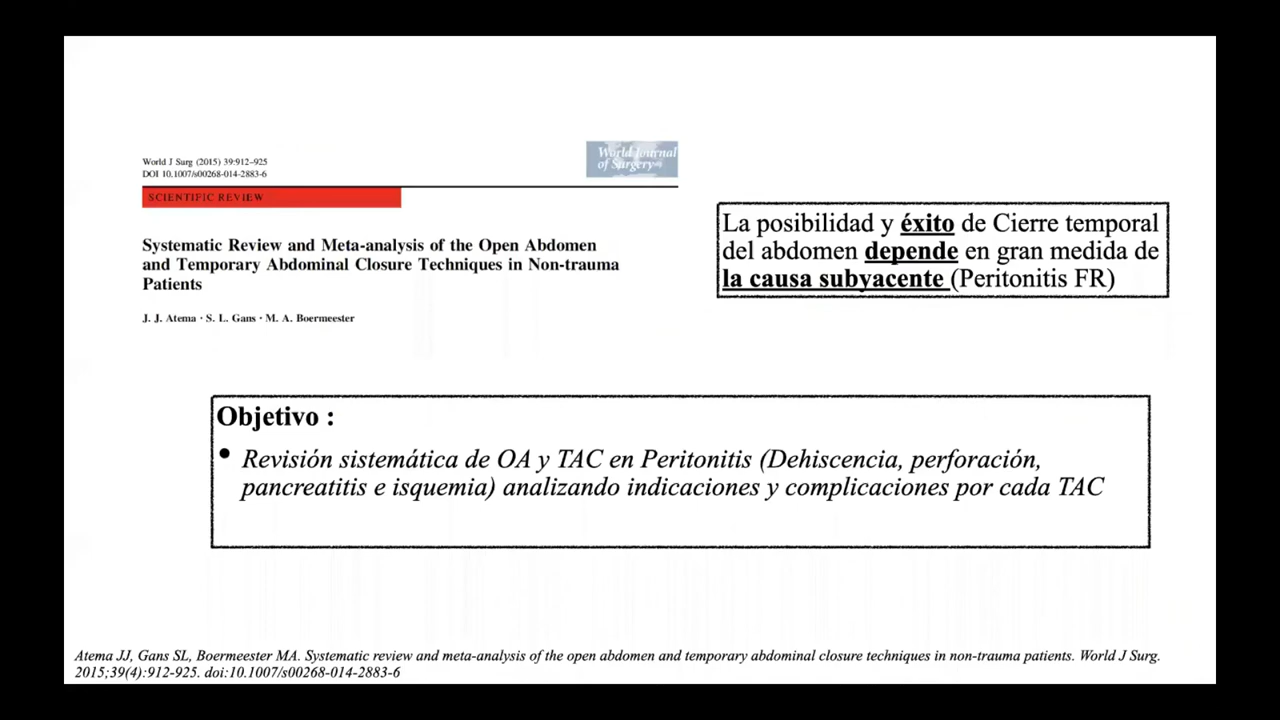 World J Surg (2015) 39:912–925
DOI 10.1007/s00268-014-2883-6
World Journal
of Surgery
SCIENTIFIC REVIEW
Systematic Review and Meta-analysis of the Open Abdomen
and Temporary Abdominal Closure Techniques in Non-trauma
Patients
J. J. Atema · S. L. Gans · M. A. Boermeester
La posibilidad y éxito de Cierre temporal
del abdomen depende en gran medida de
la causa subyacente (Peritonitis FR)
Objetivo :
• Revisión sistemática de OA y TAC en Peritonitis (Dehiscencia, perforación,
pancreatitis e isquemia) analizando indicaciones y complicaciones por cada TAC
Atema JJ, Gans SL, Boermeester MA. Systematic review and meta-analysis of the open abdomen and temporary abdominal closure techniques in non-trauma patients. World J Surg.
2015;39(4):912-925. doi:10.1007/s00268-014-2883-6